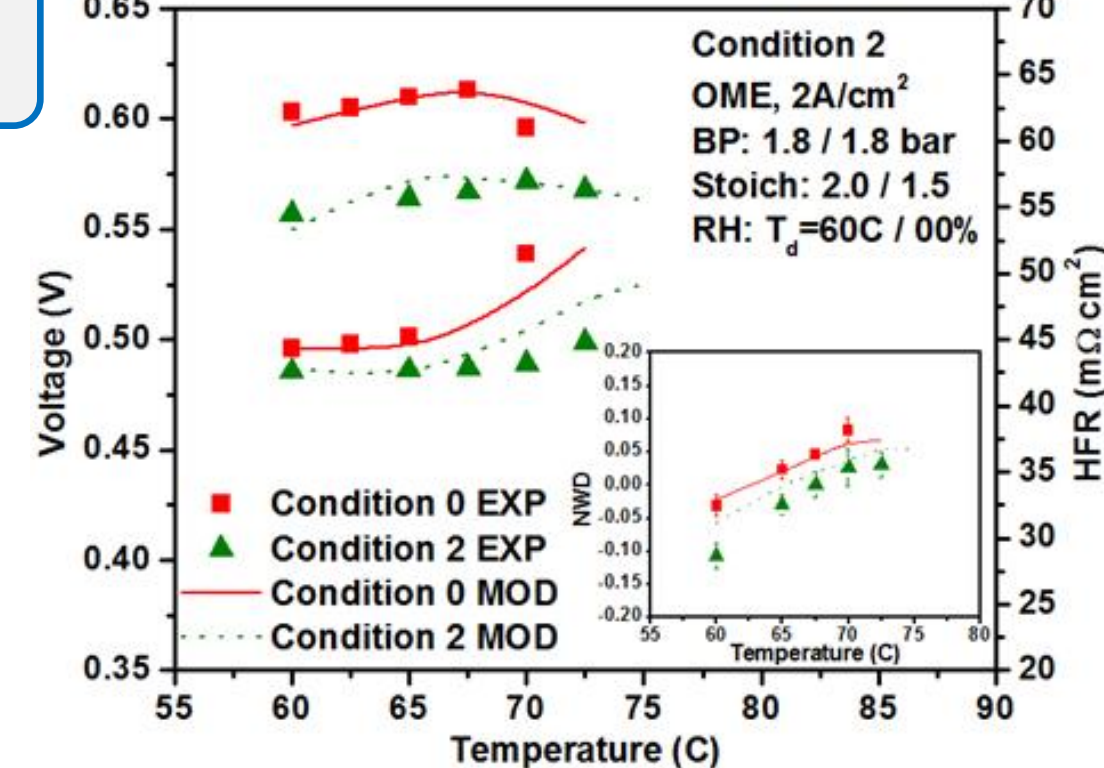 0.65
0.60
0.55
0.50
0.45
0.40
0.35
Voltage (V)
55 60 65 70 75 80 85 90
Temperature (C)
70
65
60
55
50
45
40
35
30
25
20
HFR (mΩ cm²)
Condition 2
OME, 2A/cm²
BP: 1.8 / 1.8 bar
Stoich: 2.0 / 1.5
RH: T_d=60C / 00%
Condition 0 EXP
Condition 2 EXP
Condition 0 MOD
Condition 2 MOD
0.20
0.15
0.10
0.05
0.00
-0.05
-0.10
-0.15
-0.20
NWD
55 60 65 70 75 80
Temperature (C)